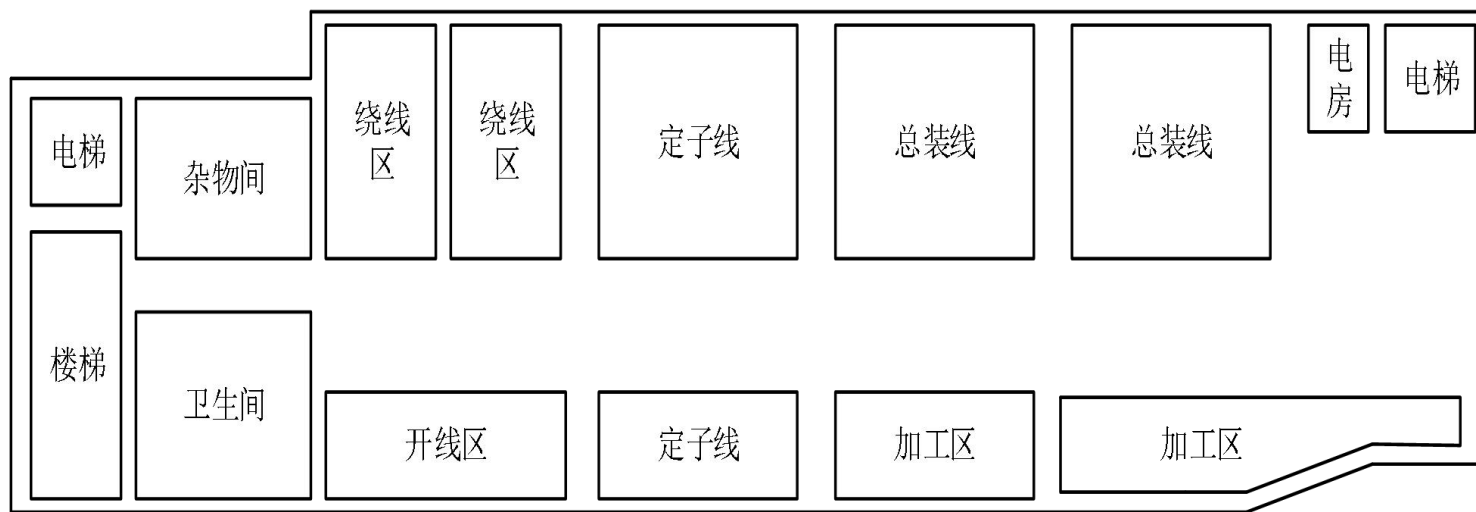 电梯
杂物间
绕线
区
绕线
区
定子线
总装线
总装线
电
房
电梯
楼梯
卫生间
开线区
定子线
加工区
加工区